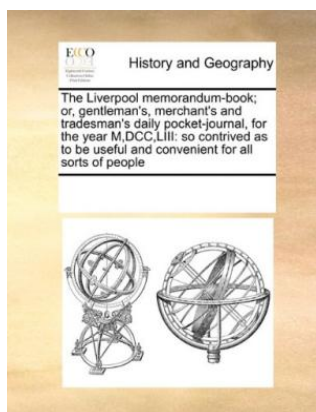 ECCO
History and Geography
The Liverpool memorandum-book;
or, gentleman's, merchant's and
tradesman's daily pocket-journal, for
the year M,DCC,LIII: so contrived as
to be useful and convenient for all
sorts of people